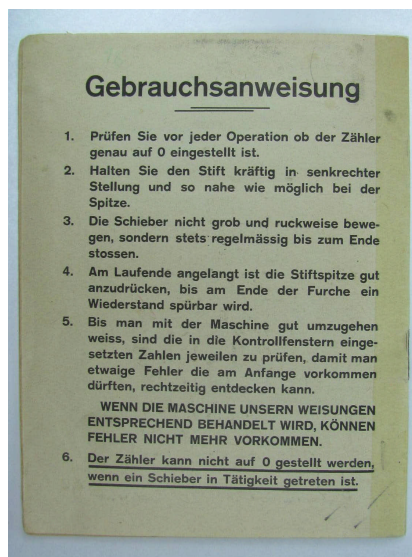 Gebrauchsanweisung
1. Prüfen Sie vor jeder Operation ob der Zähler
genau auf 0 eingestellt ist.
2. Halten Sie den Stift kräftig in senkrechter
Stellung und so nahe wie möglich bei der
Spitze.
3. Die Schieber nicht grob und ruckweise bewe-
gen, sondern stets regelmässig bis zum Ende
stossen.
4. Am Laufende angelangt ist die Stiftspitze gut
anzudrücken, bis am Ende der Furche ein
Wiederstand spürbar wird.
5. Bis man mit der Maschine gut umzugehen
weiss, sind die in die Kontrollfenstern einge-
setzten Zahlen jeweilen zu prüfen, damit man
etwaige Fehler die am Anfange vorkommen
dürften, rechtzeitig entdecken kann.
WENN DIE MASCHINE UNSERN WEISUNGEN
ENTSPRECHEND BEHANDELT WIRD, KÖNNEN
FEHLER NICHT MEHR VORKOMMEN.
6. Der Zähler kann nicht auf 0 gestellt werden,
wenn ein Schieber in Tätigkeit getreten ist.